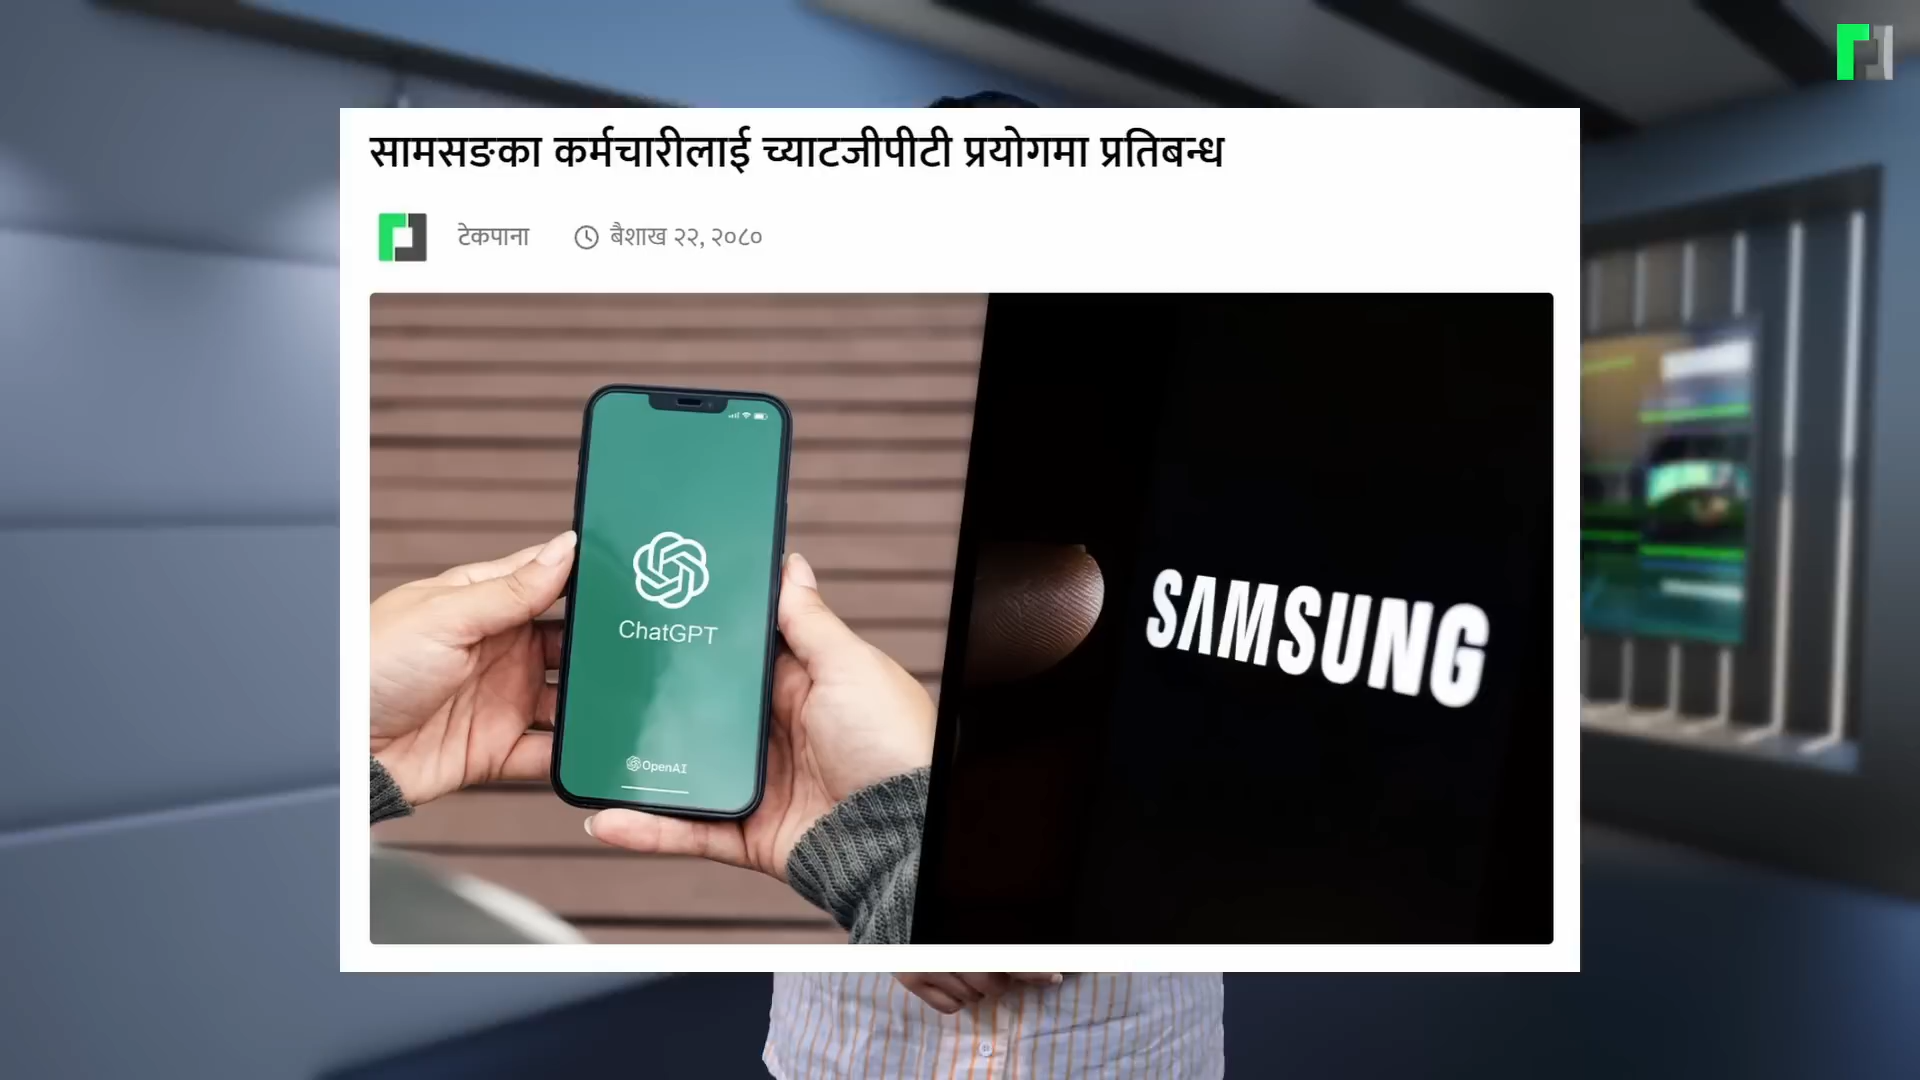 सामसङका कर्मचारीलाई च्याटजीपीटी प्रयोगमा प्रतिबन्ध
टेकपाना
बैशाख २२, २०८०
ChatGPT
OpenAI
SAMSUNG